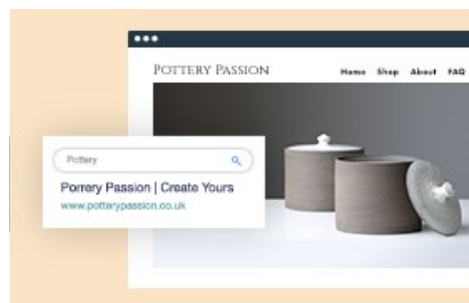 POTTERY PASSION
Home Shop About FAQ
Pottery
Porrery Passion | Create Yours
www.potterypassion.co.uk